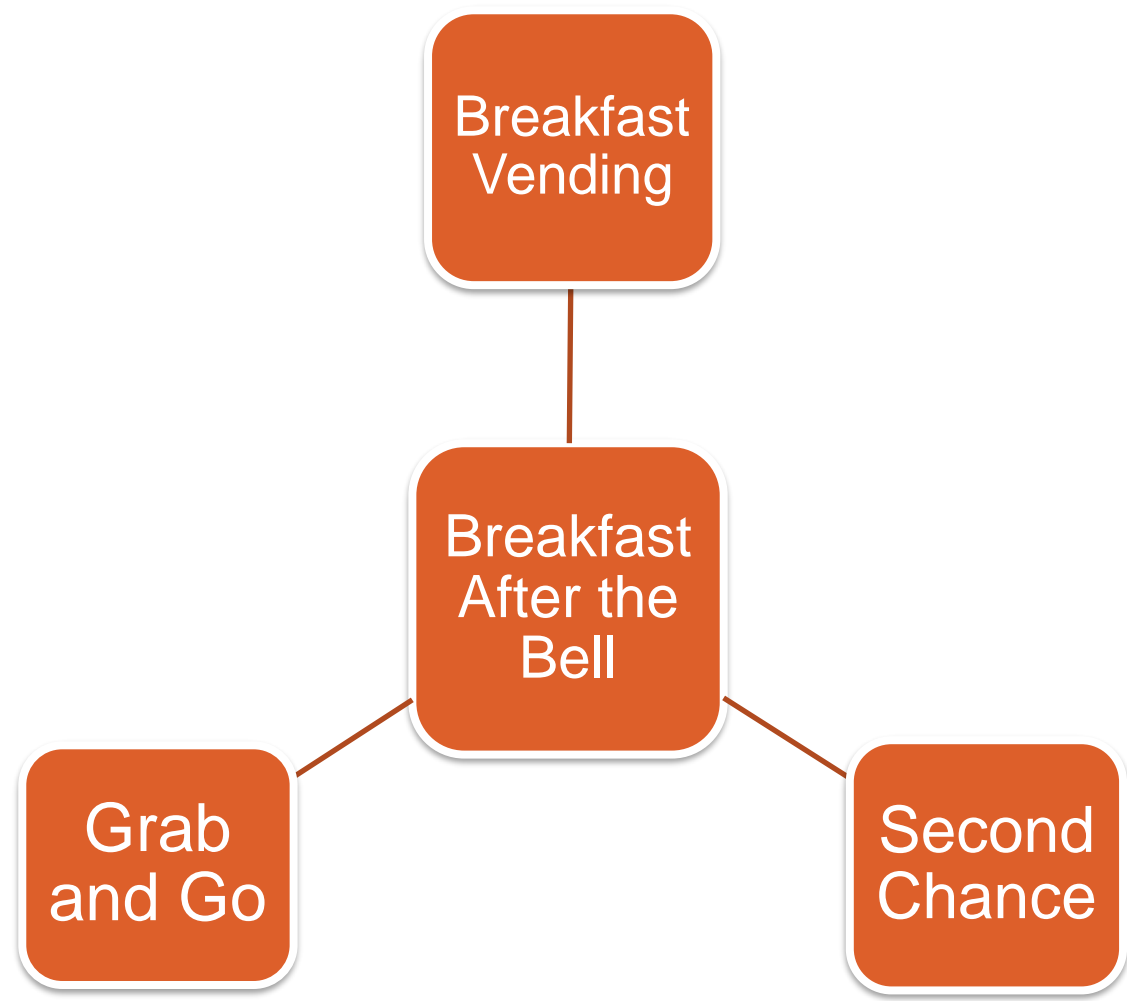 Breakfast
Vending
Breakfast
After the
Bell
Grab
and Go
Second
Chance